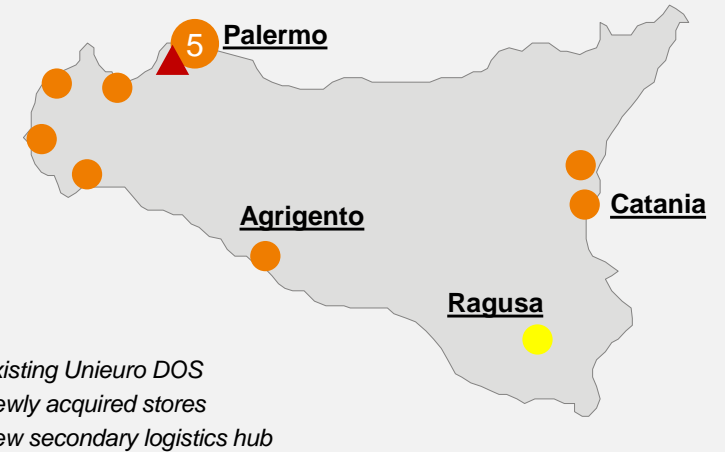 5
Palermo
Catania
Agrigento
Ragusa
xisting Unieuro DOS
ewly acquired stores
ew secondary logistics hub